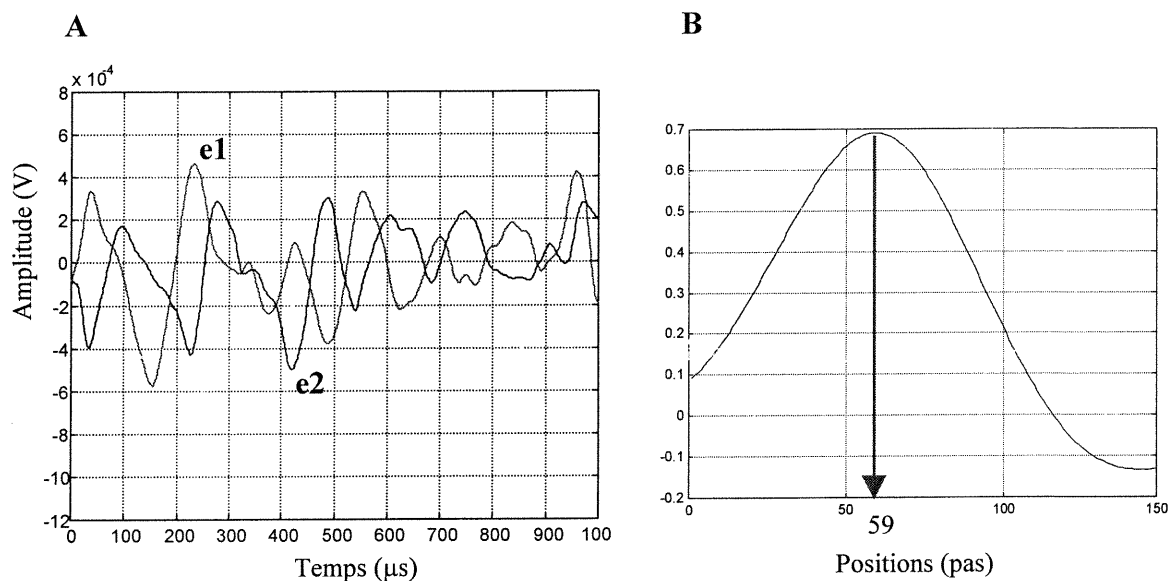 A
x 10⁻⁴
8
6
4
2
0
-2
-4
-6
-8
-10
-12
Amplitude (V)
e1
e2
0 100 200 300 400 500 600 700 800 900 100
Temps (µs)
B
0.7
0.6
0.5
0.4
0.3
0.2
0.1
0
-0.1
-0.2
0 50 100 150
59
Positions (pas)